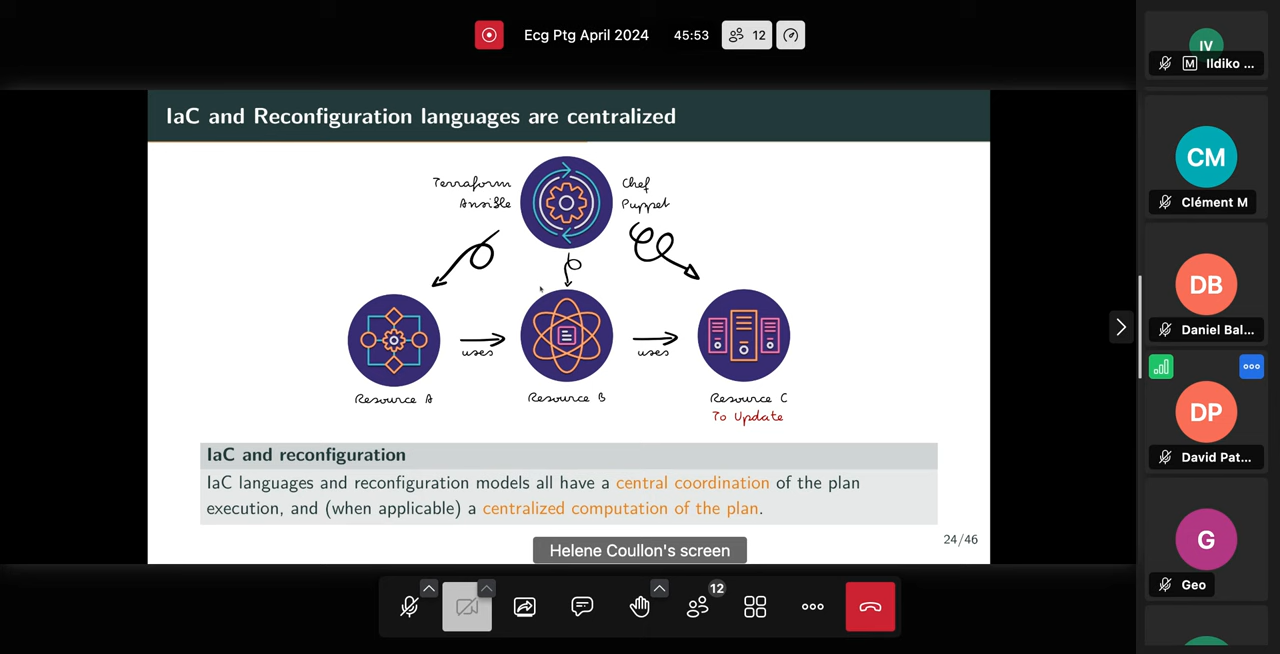 Ecg Ptg April 2024 45:53 12
IV
M Ildiko ...
IaC and Reconfiguration languages are centralized
Terraform
Ansible
Chef
Puppet
uses
uses
Resource A
Resource B
Resource C
To Update
IaC and reconfiguration
IaC languages and reconfiguration models all have a central coordination of the plan
execution, and (when applicable) a centralized computation of the plan.
24/46
Helene Coullon's screen
12
CM
Clément M
DB
Daniel Bal...
DP
David Pat...
G
Geo